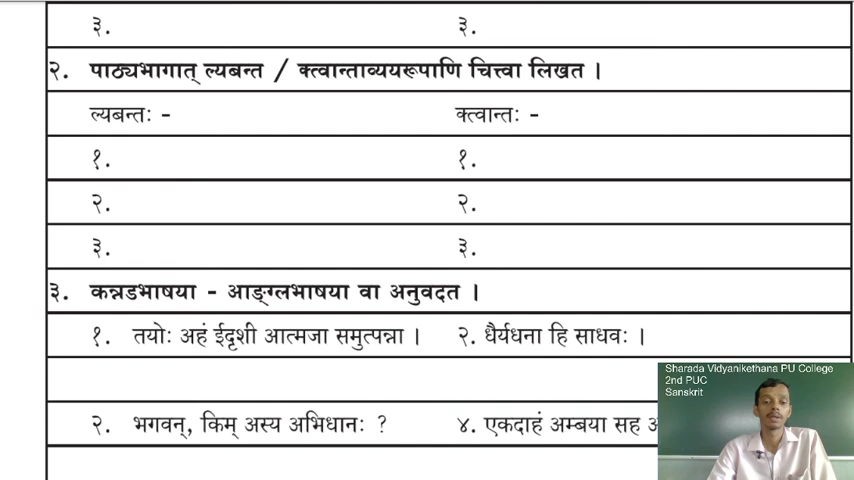 ३. ३.
२. पाठ्यभागात् ल्यबन्त / क्त्वान्ताव्ययरूपाणि चित्त्वा लिखत ।
ल्यबन्तः - क्त्वान्तः -
१. १.
२. २.
३. ३.
३. कन्नडभाषया - आङ्ग्लभाषया वा अनुवदत ।
१. तयोः अहं ईदृशी आत्मजा समुत्पन्ना । २. धैर्यधना हि साधवः ।
२. भगवन्, किम् अस्य अभिधानः ? ४. एकदाहं अम्बया सह
Sharada Vidyanikethana PU College
2nd PUC
Sanskrit